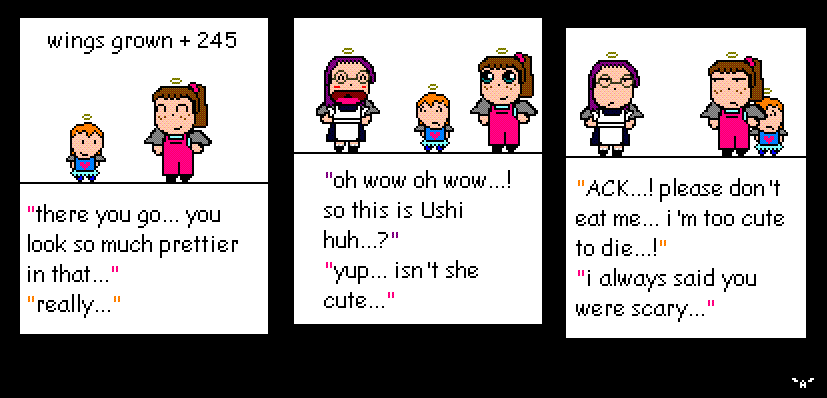 wings grown + 245
"there you go... you
look so much prettier
in that..."
"really..."
"oh wow oh wow...!
so this is Ushi
huh...?"
"yup... isn't she
cute..."
"ACK...! please don't
eat me... i'm too cute
to die...!"
"i always said you
were scary..."